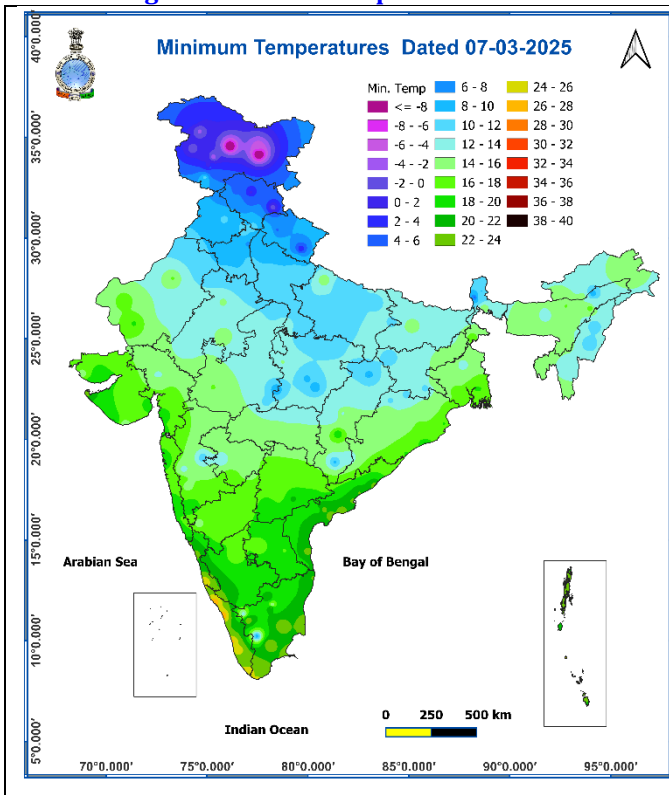 Minimum Temperatures Dated 07-03-2025
Min. Temp
<= -8
-8 - -6
-6 - -4
-4 - -2
-2 - 0
0 - 2
2 - 4
4 - 6
6 - 8
8 - 10
10 - 12
12 - 14
14 - 16
16 - 18
18 - 20
20 - 22
22 - 24
24 - 26
26 - 28
28 - 30
30 - 32
32 - 34
34 - 36
36 - 38
38 - 40
40°0.000'
35°0.000'
30°0.000'
25°0.000'
20°0.000'
15°0.000'
10°0.000'
5°0.000'
Arabian Sea
Bay of Bengal
Indian Ocean
0 250 500 km
70°0.000' 75°0.000' 80°0.000' 85°0.000' 90°0.000' 95°0.000'